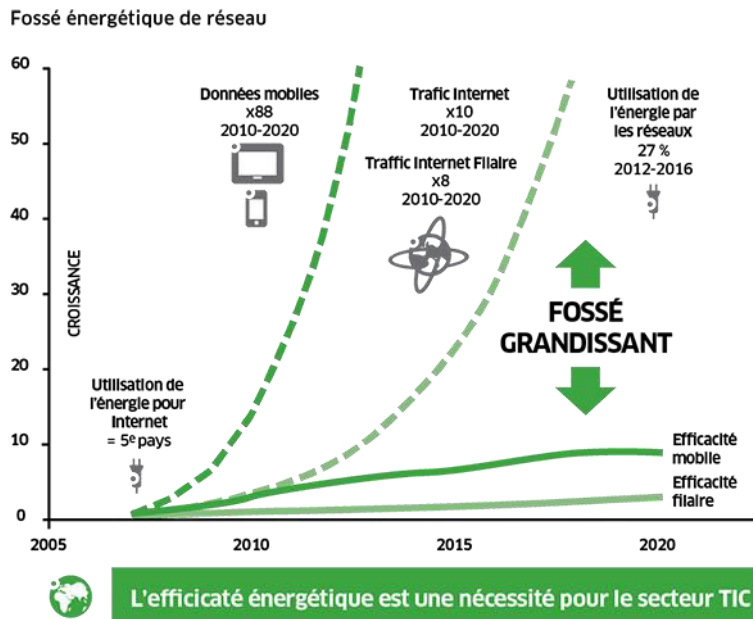 Fossé énergétique de réseau
60
50
40
30
20
10
0
CROISSANCE
Données mobiles
x88
2010-2020
Trafic Internet
x10
2010-2020
Traffic Internet Filaire
x8
2010-2020
Utilisation de
l'énergie par
les réseaux
27 %
2012-2016
FOSSÉ
GRANDISSANT
Utilisation de
l'énergie pour
Internet
= 5e pays
Efficacité
mobile
Efficacité
filaire
2005
2010
2015
2020
L'efficicaté énergétique est une nécessité pour le secteur TIC